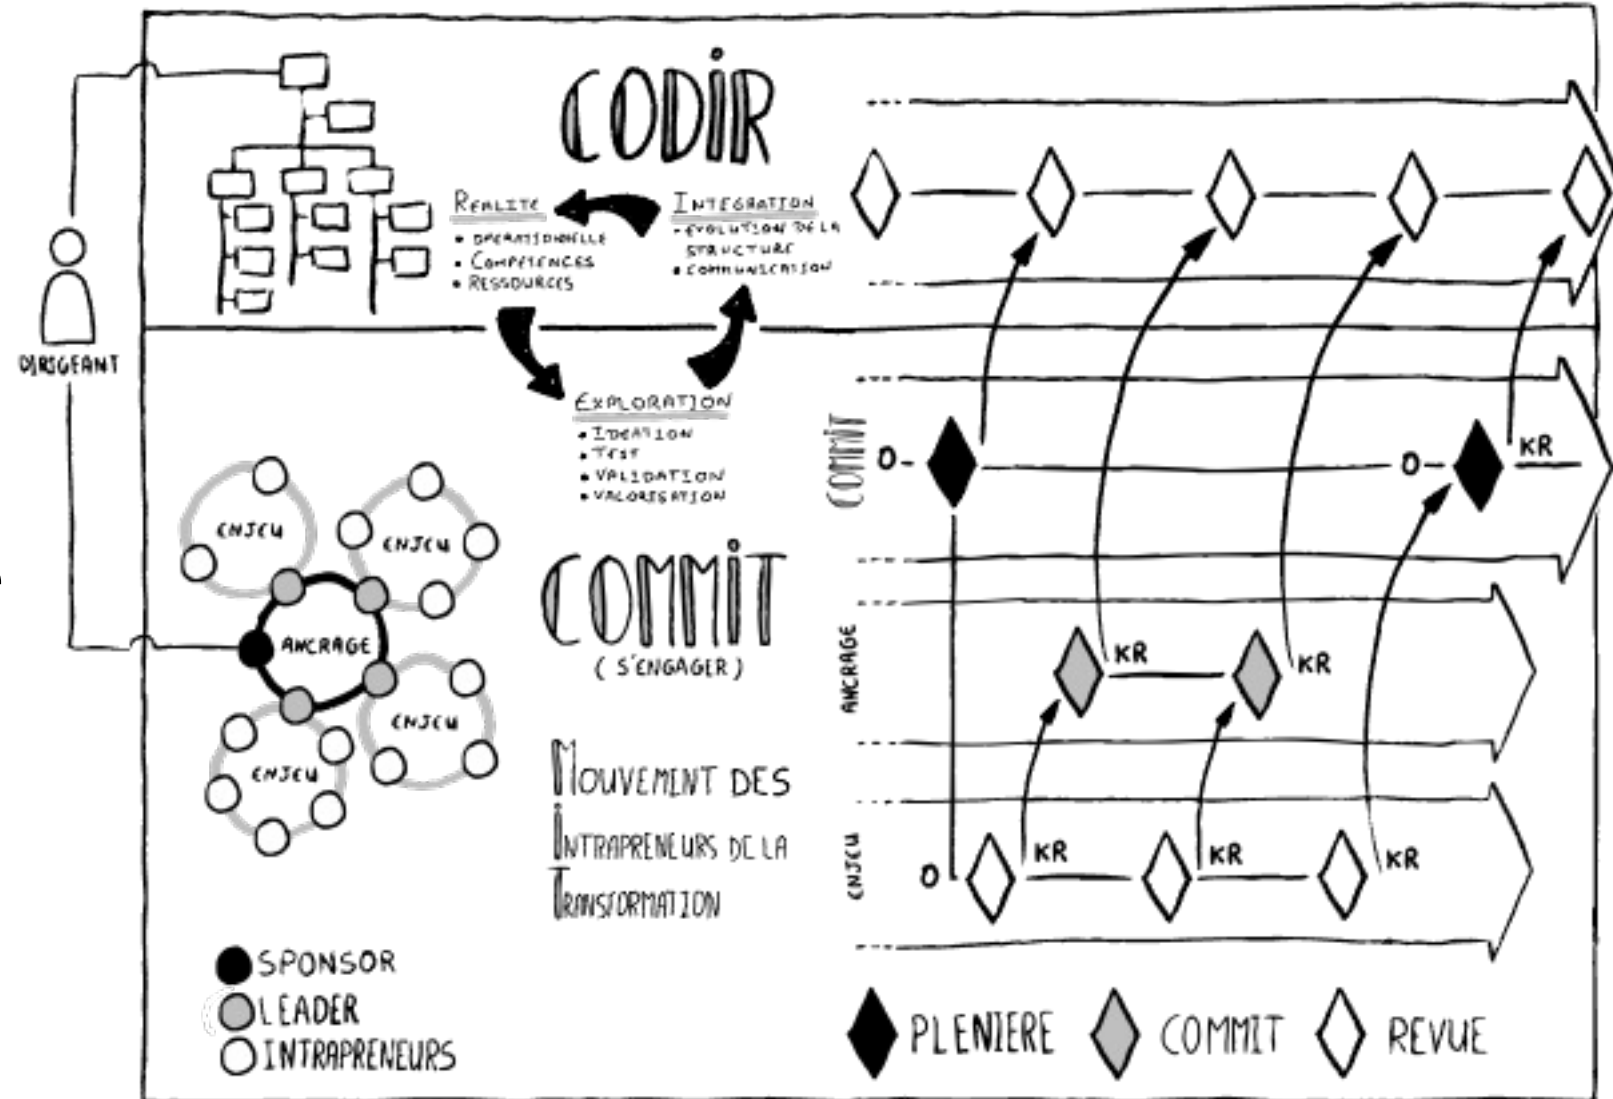 CODIR
REALITE
• OPERATIONNELLE
• COMPETENCES
• RESSOURCES
INTEGRATION
• EVOLUTION DE LA
STRUCTURE
• COMMUNICATION
DIRIGEANT
EXPLORATION
• IDEATION
• TEST
• VALIDATION
• VALORISATION
ENJEU
ENJEU
ANCRAGE
ENJEU
ENJEU
COMMIT
(S'ENGAGER)
MOUVEMENT DES
INTRAPRENEURS DE LA
TRANSFORMATION
SPONSOR
LEADER
INTRAPRENEURS
COMMIT
O
O
KR
ANCRAGE
KR
KR
ENJEU
O
KR
KR
KR
PLENIERE
COMMIT
REVUE